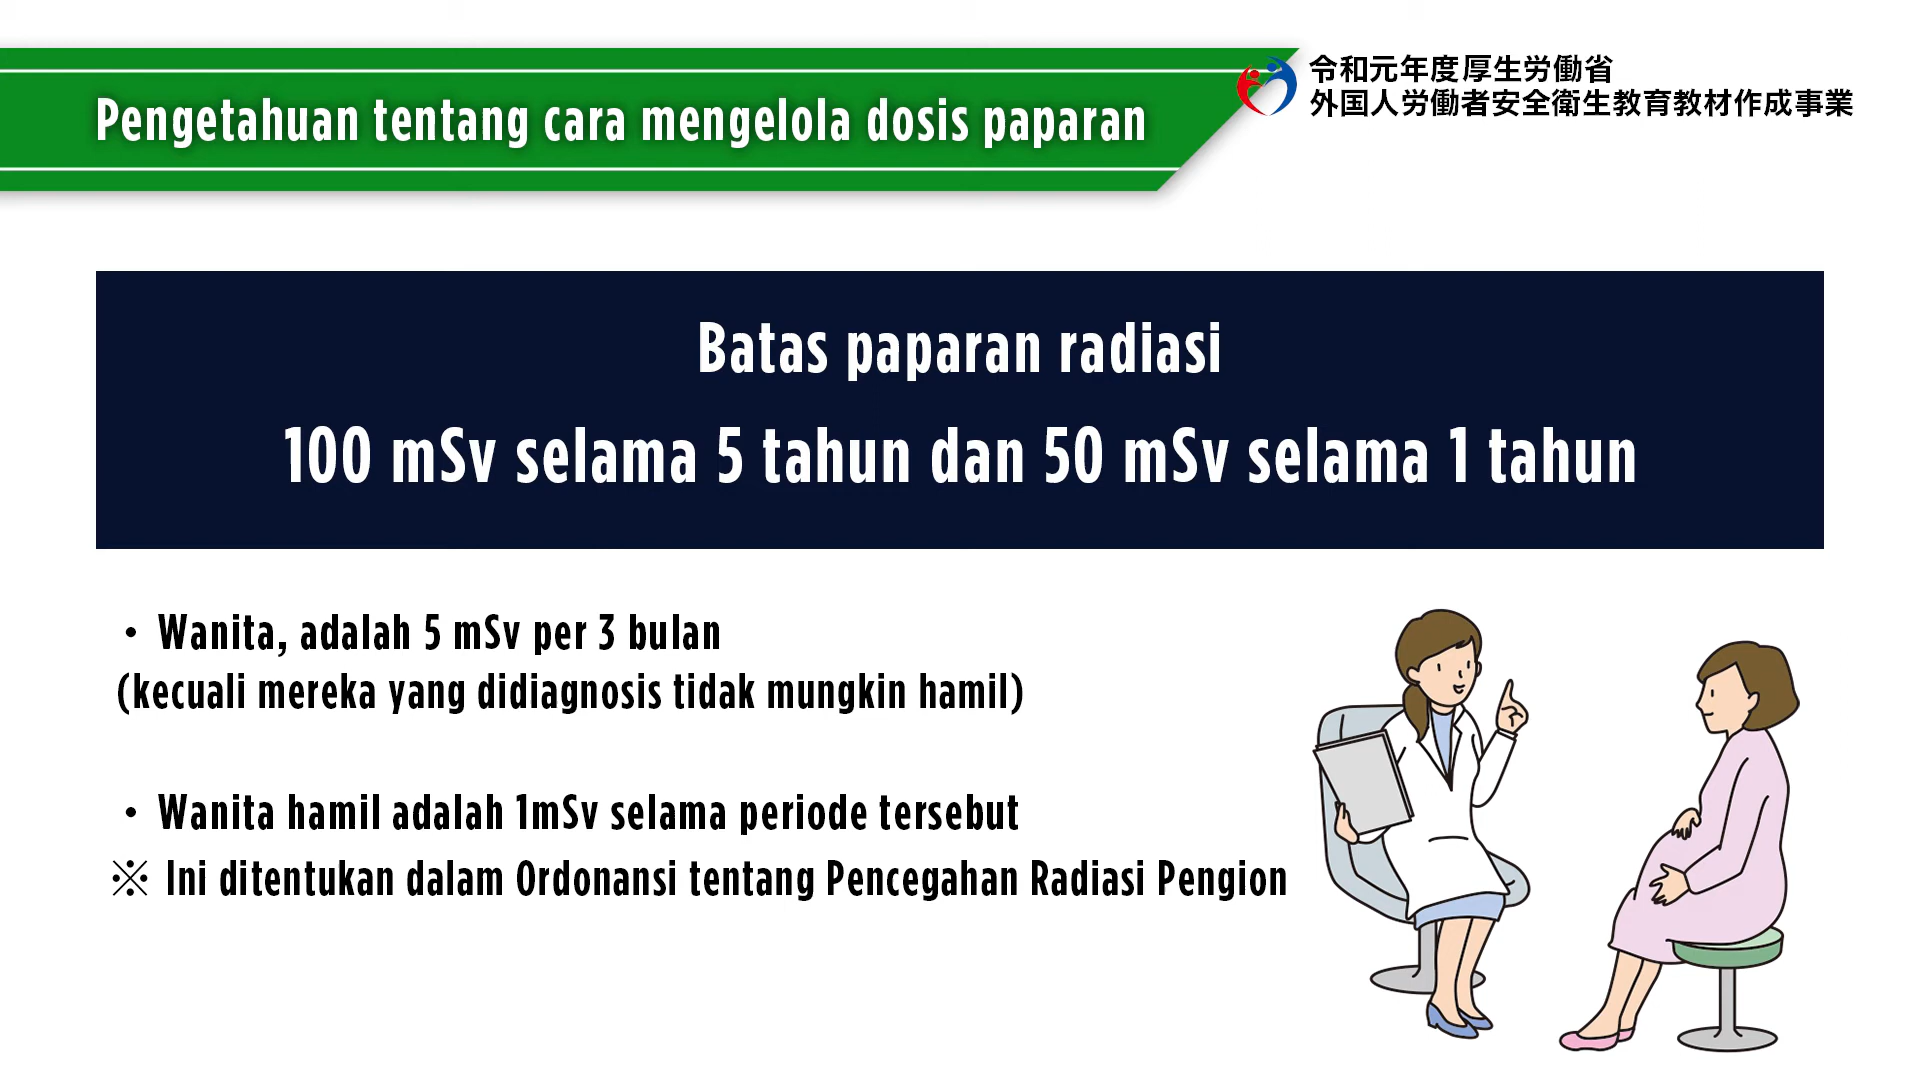 Pengetahuan tentang cara mengelola dosis paparan
令和元年度厚生労働省
外国人労働者安全衛生教育教材作成事業
Batas paparan radiasi
100 mSv selama 5 tahun dan 50 mSv selama 1 tahun
・ Wanita, adalah 5 mSv per 3 bulan
(kecuali mereka yang didiagnosis tidak mungkin hamil)
・ Wanita hamil adalah 1mSv selama periode tersebut
※ Ini ditentukan dalam Ordonansi tentang Pencegahan Radiasi Pengion